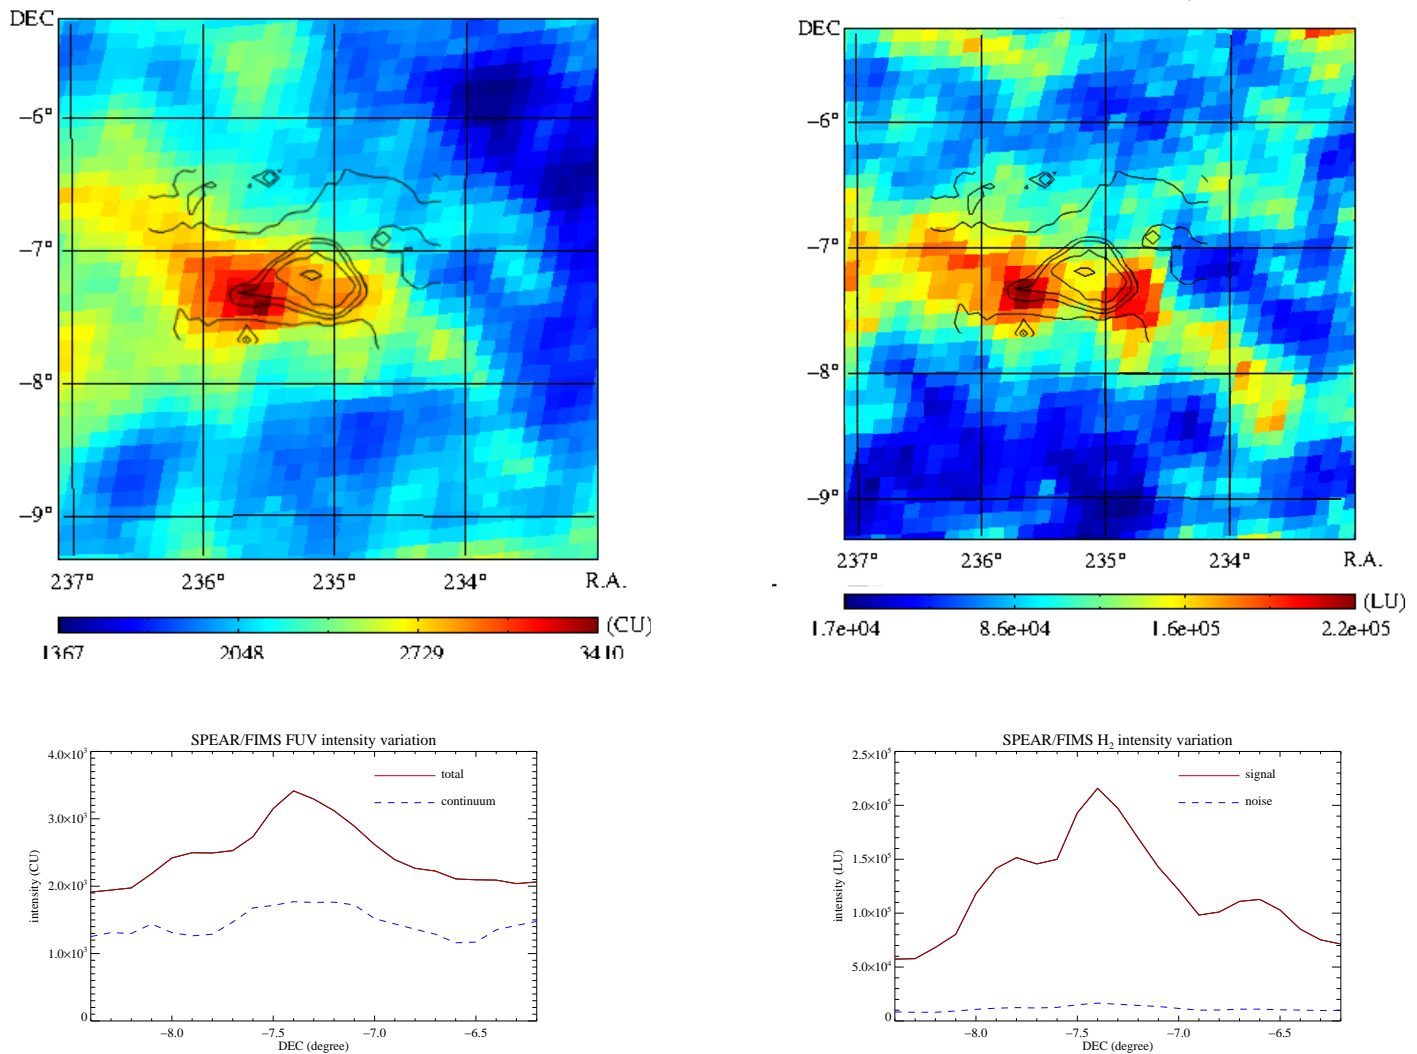 DEC
−6°
−7°
−8°
−9°
237° 236° 235° 234° R.A.
(CU)
1367 2048 2729 3410
DEC
−6°
−7°
−8°
−9°
237° 236° 235° 234° R.A.
(LU)
1.7e+04 8.6e+04 1.6e+05 2.2e+05
SPEAR/FIMS FUV intensity variation
total
continuum
4.0×10³
3.0×10³
2.0×10³
1.0×10³
0
intensity (CU)
−8.0 −7.5 −7.0 −6.5
DEC (degree)
SPEAR/FIMS H₂ intensity variation
signal
noise
2.5×10⁵
2.0×10⁵
1.5×10⁵
1.0×10⁵
5.0×10⁴
0
intensity (LU)
−8.0 −7.5 −7.0 −6.5
DEC (degree)